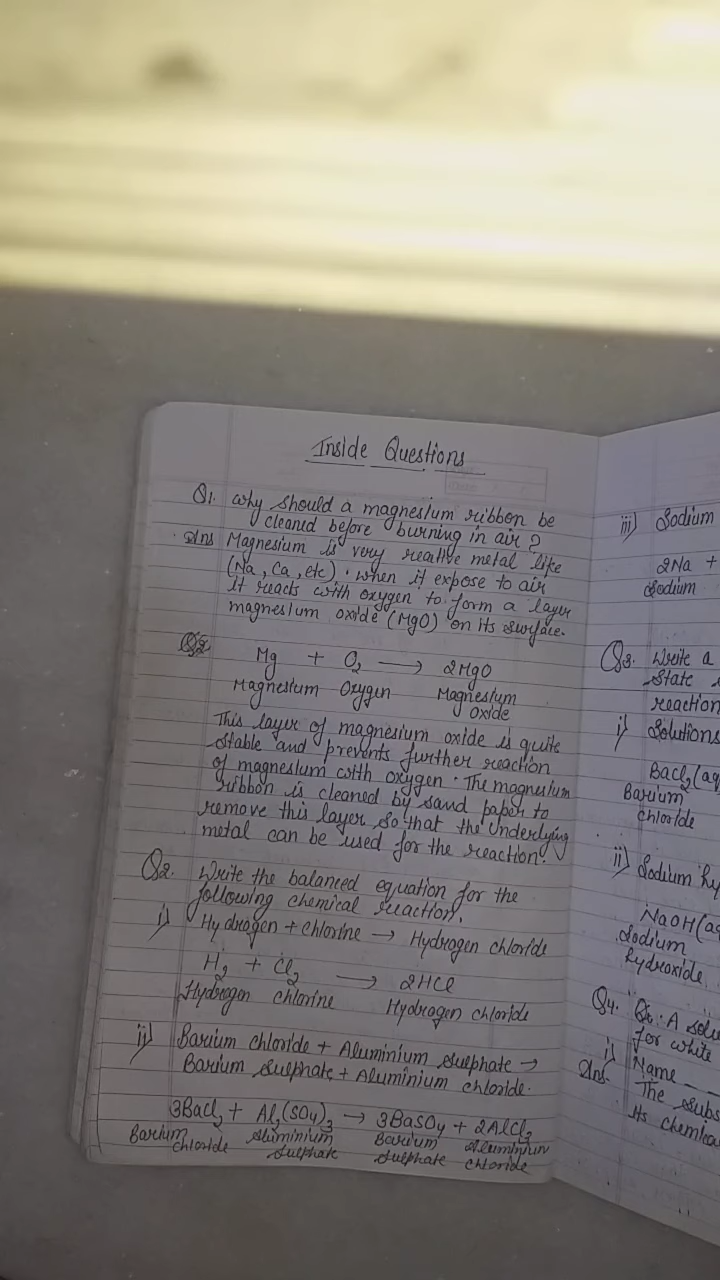 Inside Questions
Q1. Why should a magnesium ribbon be
cleaned before burning in air?
Ans Magnesium is very reactive metal like
(Na, Ca, etc). when it expose to air
it reacts with oxygen to form a layer
magnesium oxide (MgO) on its surface.
Mg + O2 ⟶ 2MgO
Magnesium Oxygen Magnesium
oxide
This layer of magnesium oxide is quite
stable and prevents further reaction
of magnesium with oxygen. The magnesium
ribbon is cleaned by sand paper to
remove this layer so that the underlying
metal can be used for the reaction.
Q2. Write the balanced equation for the
following chemical reaction.
i) Hydrogen + chlorine → Hydrogen chloride
H2 + Cl2 ⟶ 2HCl
Hydrogen chlorine Hydrogen chloride
ii) Barium chloride + Aluminium sulphate →
Barium sulphate + Aluminium chloride.
3BaCl2 + Al2(SO4)3 → 3BaSO4 + 2AlCl3
Barium Aluminium Barium Aluminium
chloride sulphate sulphate chloride
iii) Sodium
2Na +
Sodium
Q3. Write a
State
reaction
i) Solutions
BaCl2(aq
Barium
chloride
ii) Sodium hy
NaOH(aq
Sodium
hydroxide
Q4. A solu
for white
i) Name
Ans. The subs
its chemica